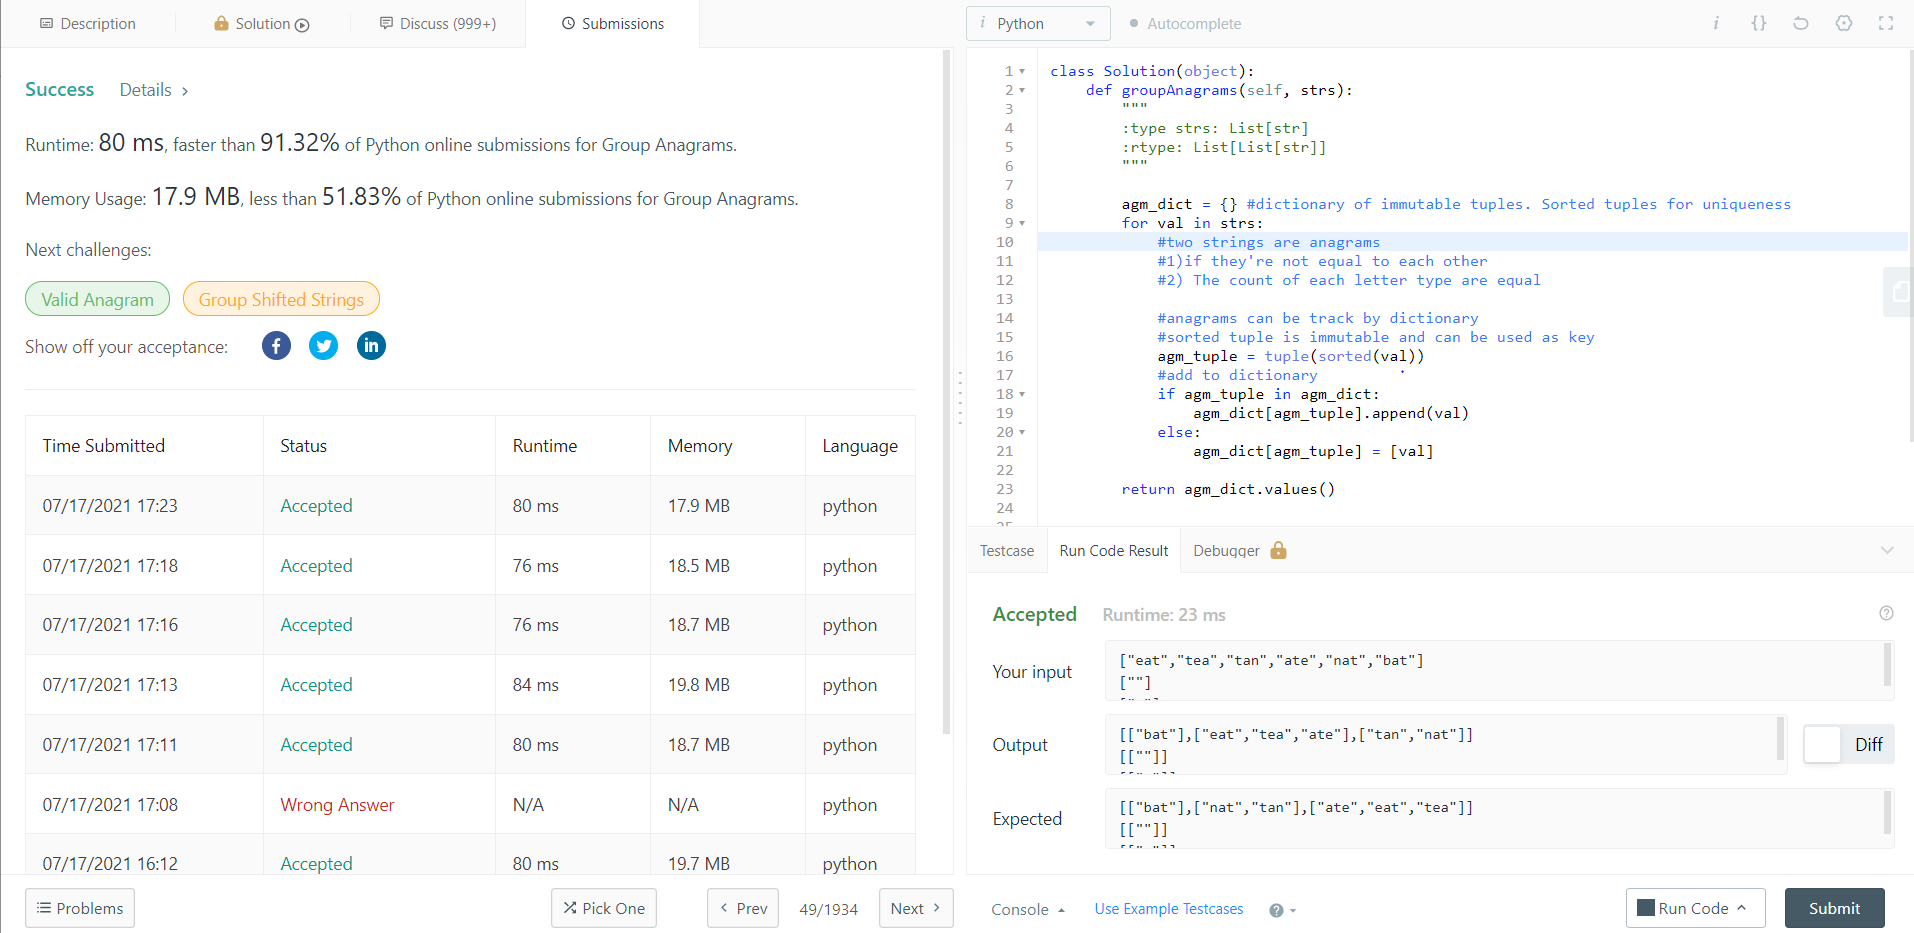 Description
Solution
Discuss (999+)
Submissions
Success
Details >
Runtime: 80 ms, faster than 91.32% of Python online submissions for Group Anagrams.
Memory Usage: 17.9 MB, less than 51.83% of Python online submissions for Group Anagrams.
Next challenges:
Valid Anagram
Group Shifted Strings
Show off your acceptance:
Time Submitted Status Runtime Memory Language
07/17/2021 17:23 Accepted 80 ms 17.9 MB python
07/17/2021 17:18 Accepted 76 ms 18.5 MB python
07/17/2021 17:16 Accepted 76 ms 18.7 MB python
07/17/2021 17:13 Accepted 84 ms 19.8 MB python
07/17/2021 17:11 Accepted 80 ms 18.7 MB python
07/17/2021 17:08 Wrong Answer N/A N/A python
07/17/2021 16:12 Accepted 80 ms 19.7 MB python
Problems
Pick One
< Prev
49/1934
Next >
i Python
Autocomplete
i {}
1 class Solution(object):
2 def groupAnagrams(self, strs):
3 """
4 :type strs: List[str]
5 :rtype: List[List[str]]
6 """
7
8 agm_dict = {} #dictionary of immutable tuples. Sorted tuples for uniqueness
9 for val in strs:
10 #two strings are anagrams
11 #1)if they're not equal to each other
12 #2) The count of each letter type are equal
13
14 #anagrams can be track by dictionary
15 #sorted tuple is immutable and can be used as key
16 agm_tuple = tuple(sorted(val))
17 #add to dictionary
18 if agm_tuple in agm_dict:
19 agm_dict[agm_tuple].append(val)
20 else:
21 agm_dict[agm_tuple] = [val]
22
23 return agm_dict.values()
24
Testcase
Run Code Result
Debugger
Accepted
Runtime: 23 ms
Your input
["eat","tea","tan","ate","nat","bat"]
[""]
Output
[["bat"],["eat","tea","ate"],["tan","nat"]]
[[""]]
Diff
Expected
[["bat"],["nat","tan"],["ate","eat","tea"]]
[[""]]
Console
Use Example Testcases
Run Code
Submit